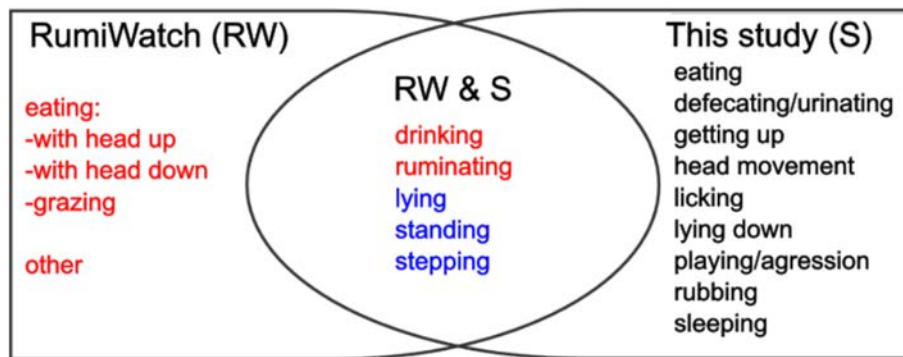 RumiWatch (RW)
eating:
-with head up
-with head down
-grazing
other
RW & S
drinking
ruminating
lying
standing
stepping
This study (S)
eating
defecating/urinating
getting up
head movement
licking
lying down
playing/agression
rubbing
sleeping